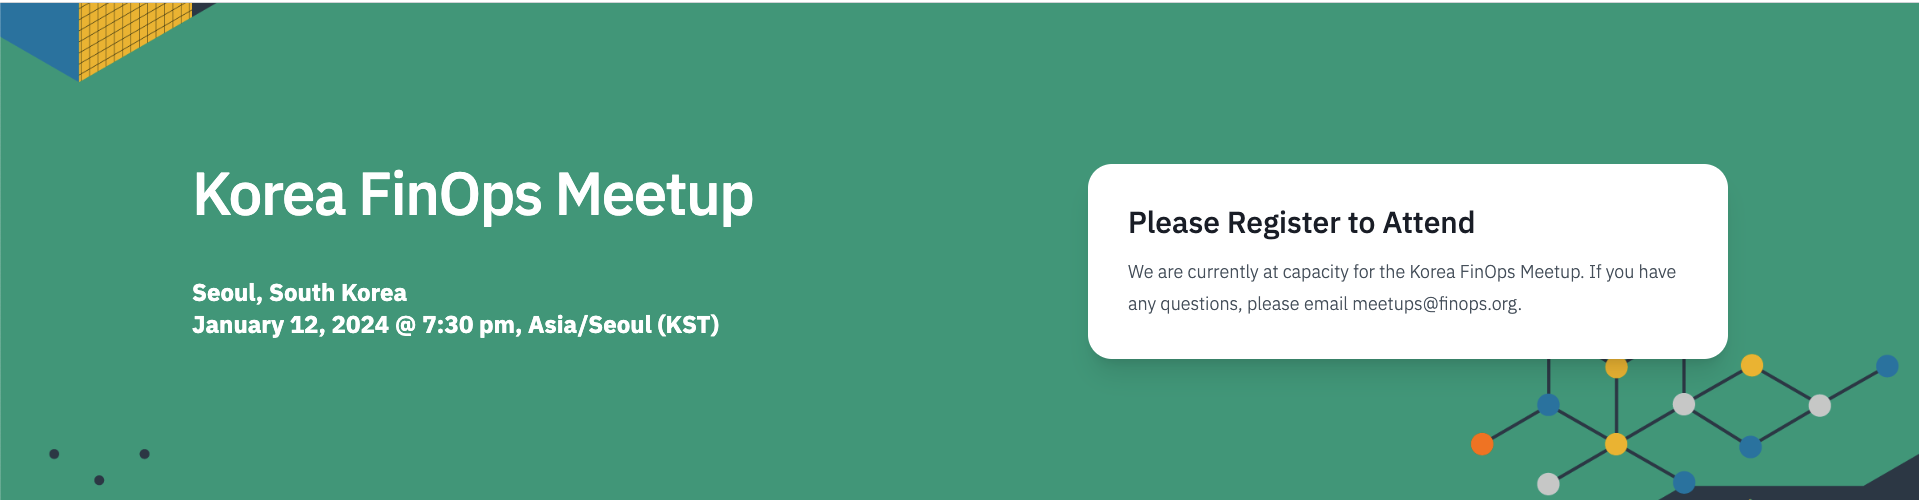 Korea FinOps Meetup
Seoul, South Korea
January 12, 2024 @ 7:30 pm, Asia/Seoul (KST)
Please Register to Attend
We are currently at capacity for the Korea FinOps Meetup. If you have
any questions, please email meetups@finops.org.